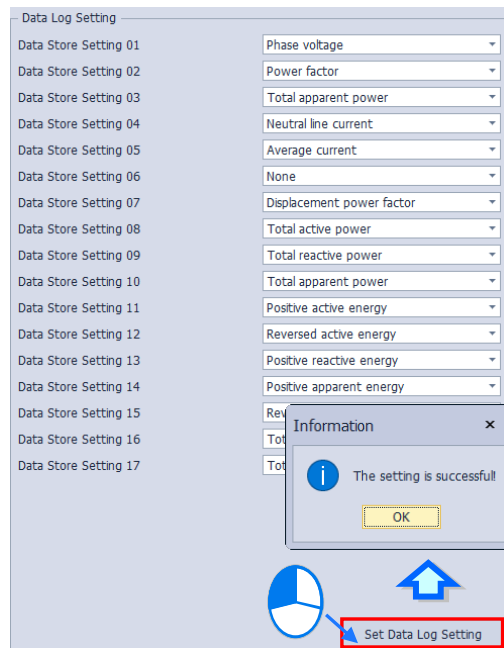 Data Log Setting
Data Store Setting 01 Phase voltage
Data Store Setting 02 Power factor
Data Store Setting 03 Total apparent power
Data Store Setting 04 Neutral line current
Data Store Setting 05 Average current
Data Store Setting 06 None
Data Store Setting 07 Displacement power factor
Data Store Setting 08 Total active power
Data Store Setting 09 Total reactive power
Data Store Setting 10 Total apparent power
Data Store Setting 11 Positive active energy
Data Store Setting 12 Reversed active energy
Data Store Setting 13 Positive reactive energy
Data Store Setting 14 Positive apparent energy
Data Store Setting 15
Data Store Setting 16
Data Store Setting 17
Information
The setting is successful!
OK
Set Data Log Setting